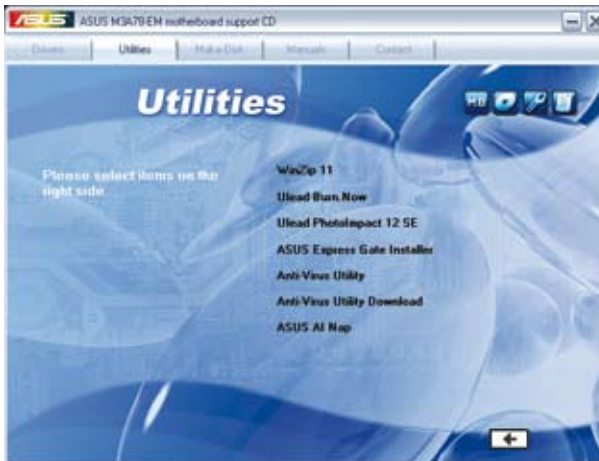 ASUS ASUS M3A78-EM motherboard support CD
Drivers Utilities Make Disk Manuals Contact
Utilities
Please select items on the
right side
WinZip 11
Ulead Burn.Now
Ulead PhotoImpact 12 SE
ASUS Express Gate Installer
Anti-Virus Utility
Anti-Virus Utility Download
ASUS AI Nap